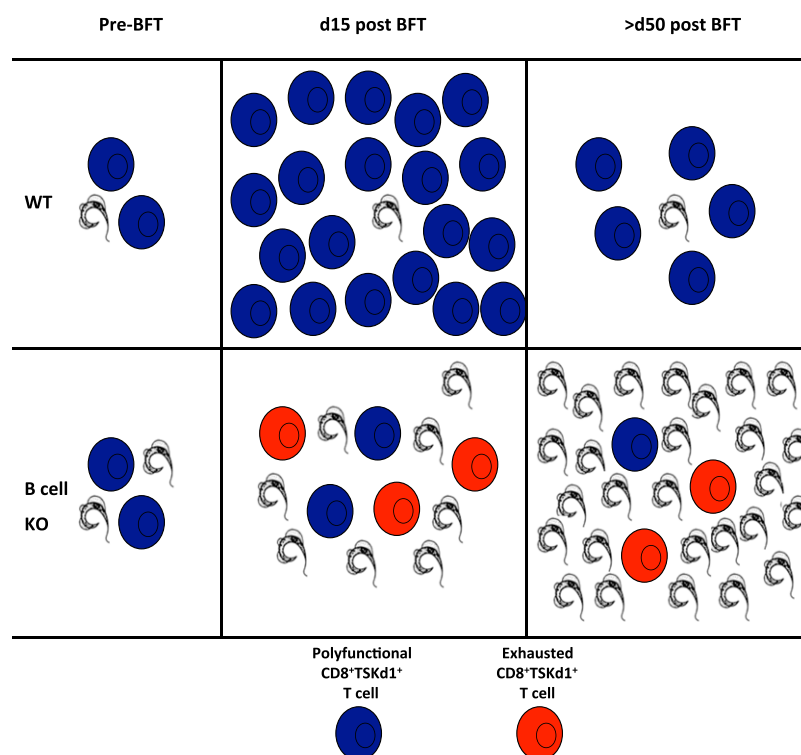 Pre-BFT
d15 post BFT
>d50 post BFT
WT
B cell
KO
Polyfunctional
CD8⁺TSKd1⁺
T cell
Exhausted
CD8⁺TSKd1⁺
T cell